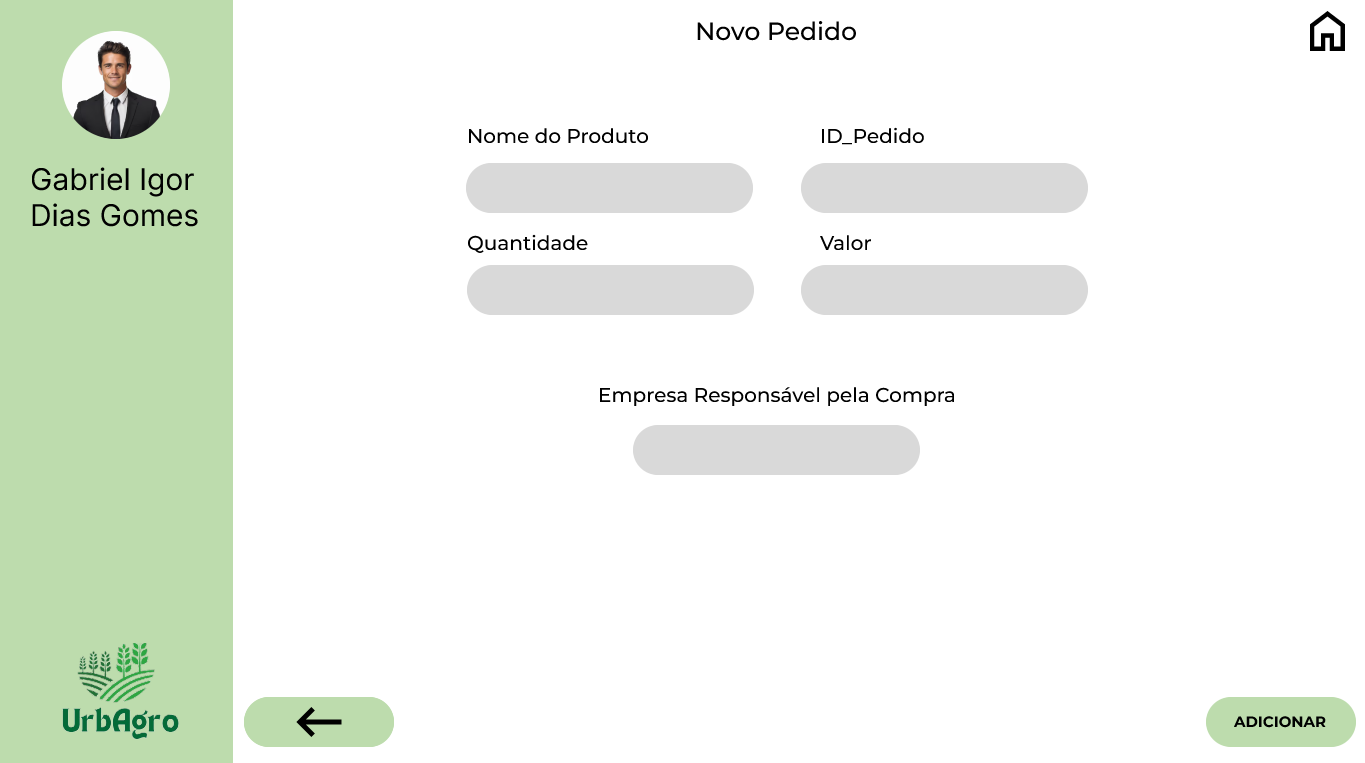 Novo Pedido
Gabriel Igor
Dias Gomes
Nome do Produto
ID_Pedido
Quantidade
Valor
Empresa Responsável pela Compra
UrbAgro
ADICIONAR